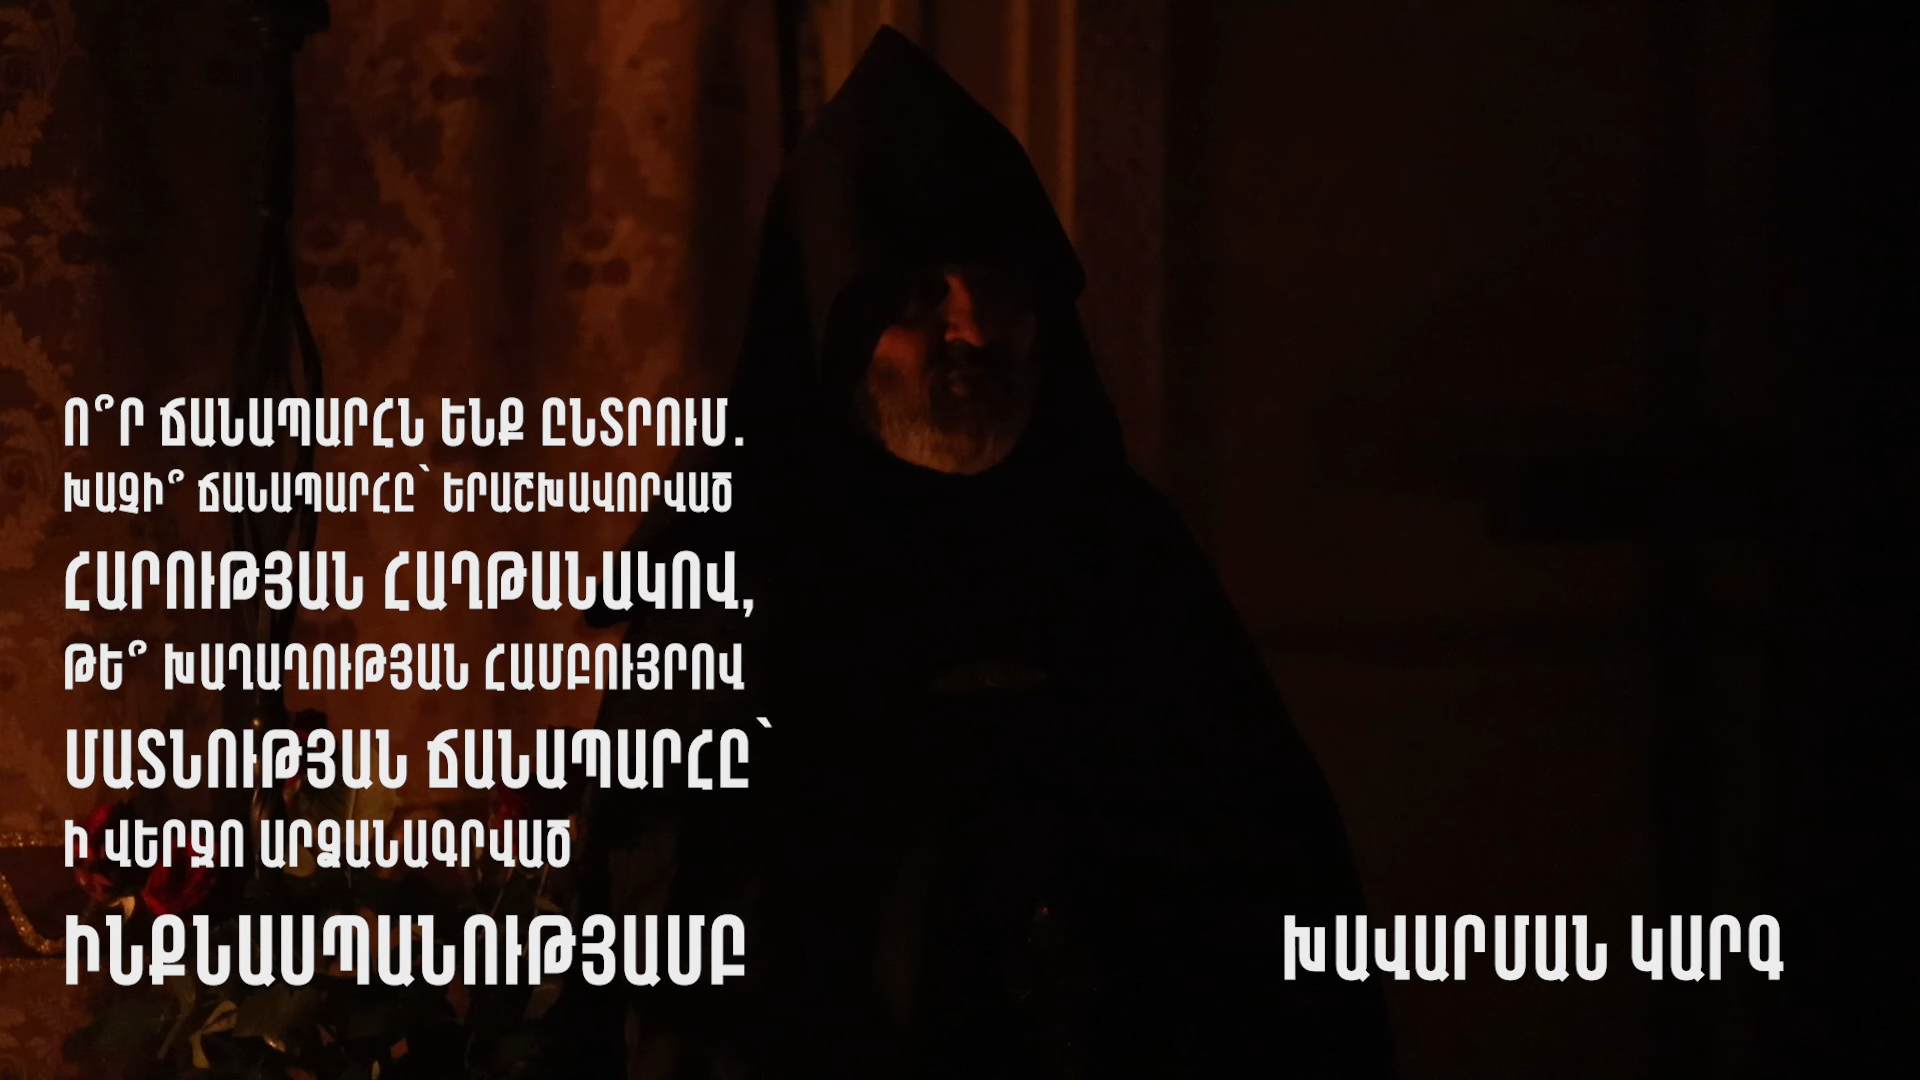 Ո՞Ր ՃԱՆԱՊԱՐՀՆ ԵՆՔ ԸՆՏՐՈՒՄ.
ԽԱՉԻ՞ ՃԱՆԱՊԱՐՀԸ՝ ԵՐԱՇԽԱՎՈՐՎԱԾ
ՀԱՐՈՒԹՅԱՆ ՀԱՂԹԱՆԱԿՈՎ,
ԹԵ՞ ԽԱՂԱՂՈՒԹՅԱՆ ՀԱՄԲՈՒՅՐՈՎ
ՄԱՏՆՈՒԹՅԱՆ ՃԱՆԱՊԱՐՀԸ՝
Ի ՎԵՐՋՈ ԱՐՁԱՆԱԳՐՎԱԾ
ԻՆՔՆԱՍՊԱՆՈՒԹՅԱՄԲ
ԽԱՎԱՐՄԱՆ ԿԱՐԳ